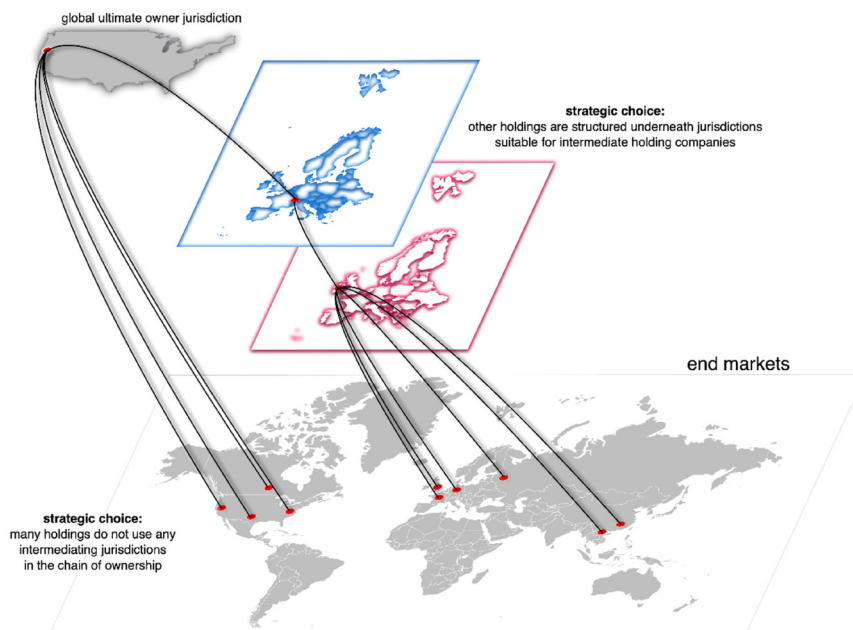 global ultimate owner jurisdiction
strategic choice:
other holdings are structured underneath jurisdictions
suitable for intermediate holding companies
end markets
strategic choice:
many holdings do not use any
intermediating jurisdictions
in the chain of ownership